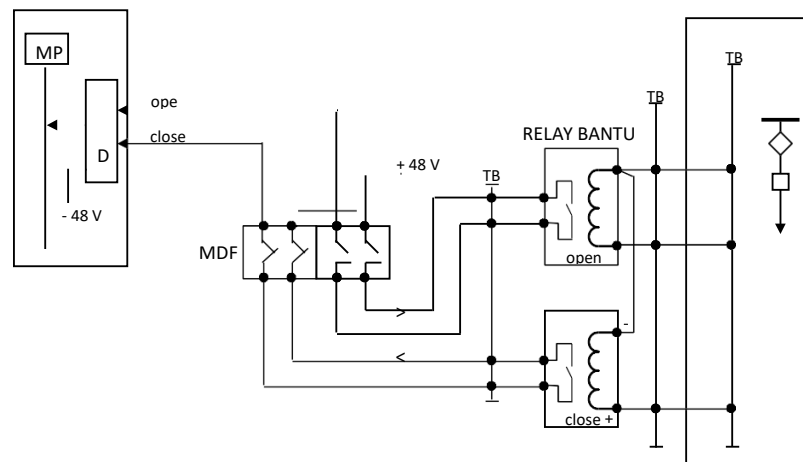 MP
ope
close
D
- 48 V
+ 48 V
TB
RELAY BANTU
TB
TB
MDF
open
-
close +